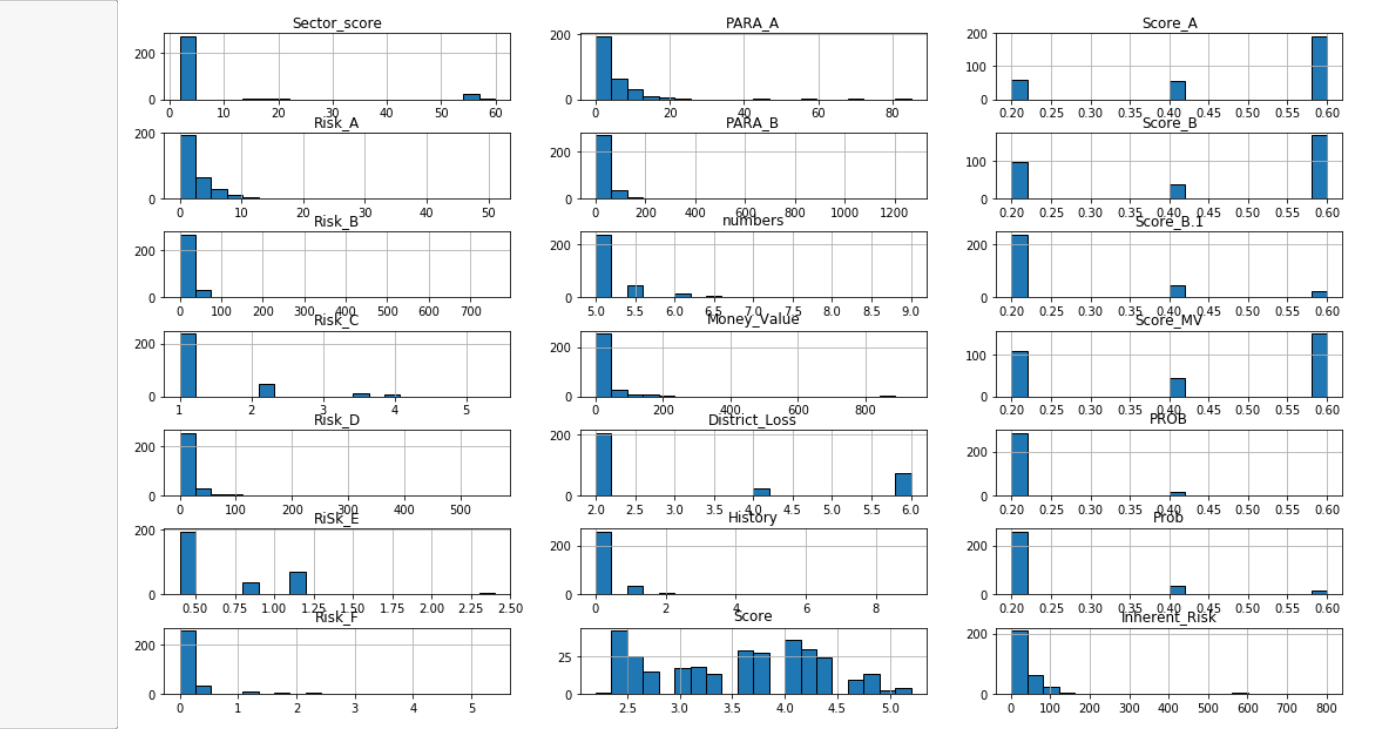 Sector_score PARA_A Score_A
200 200 200
100 100
0 0 0
0 10 20 30 40 50 60 0 20 40 60 80 0.20 0.25 0.30 0.35 0.40 0.45 0.50 0.55 0.60
Risk_A PARA_B Score_B
200 200 100
100
0 0 0
0 10 20 30 40 50 0 200 400 600 800 1000 1200 0.20 0.25 0.30 0.35 0.40 0.45 0.50 0.55 0.60
Risk_B numbers Score_B.1
200 200 200
0 0 0
0 100 200 300 400 500 600 700 5.0 5.5 6.0 6.5 7.0 7.5 8.0 8.5 9.0 0.20 0.25 0.30 0.35 0.40 0.45 0.50 0.55 0.60
Risk_C Money_Value Score_MV
200 200 100
0 0 0
1 2 3 4 5 0 200 400 600 800 0.20 0.25 0.30 0.35 0.40 0.45 0.50 0.55 0.60
Risk_D District_Loss PROB
200 200 200
0 0 0
0 100 200 300 400 500 2.0 2.5 3.0 3.5 4.0 4.5 5.0 5.5 6.0 0.20 0.25 0.30 0.35 0.40 0.45 0.50 0.55 0.60
RiSk_E History Prob
200 200 200
0 0 0
0.50 0.75 1.00 1.25 1.50 1.75 2.00 2.25 2.50 0 2 4 6 8 0.20 0.25 0.30 0.35 0.40 0.45 0.50 0.55 0.60
Risk_F Score Inherent_Risk
200 25 200
0 0 0
0 1 2 3 4 5 2.5 3.0 3.5 4.0 4.5 5.0 0 100 200 300 400 500 600 700 800